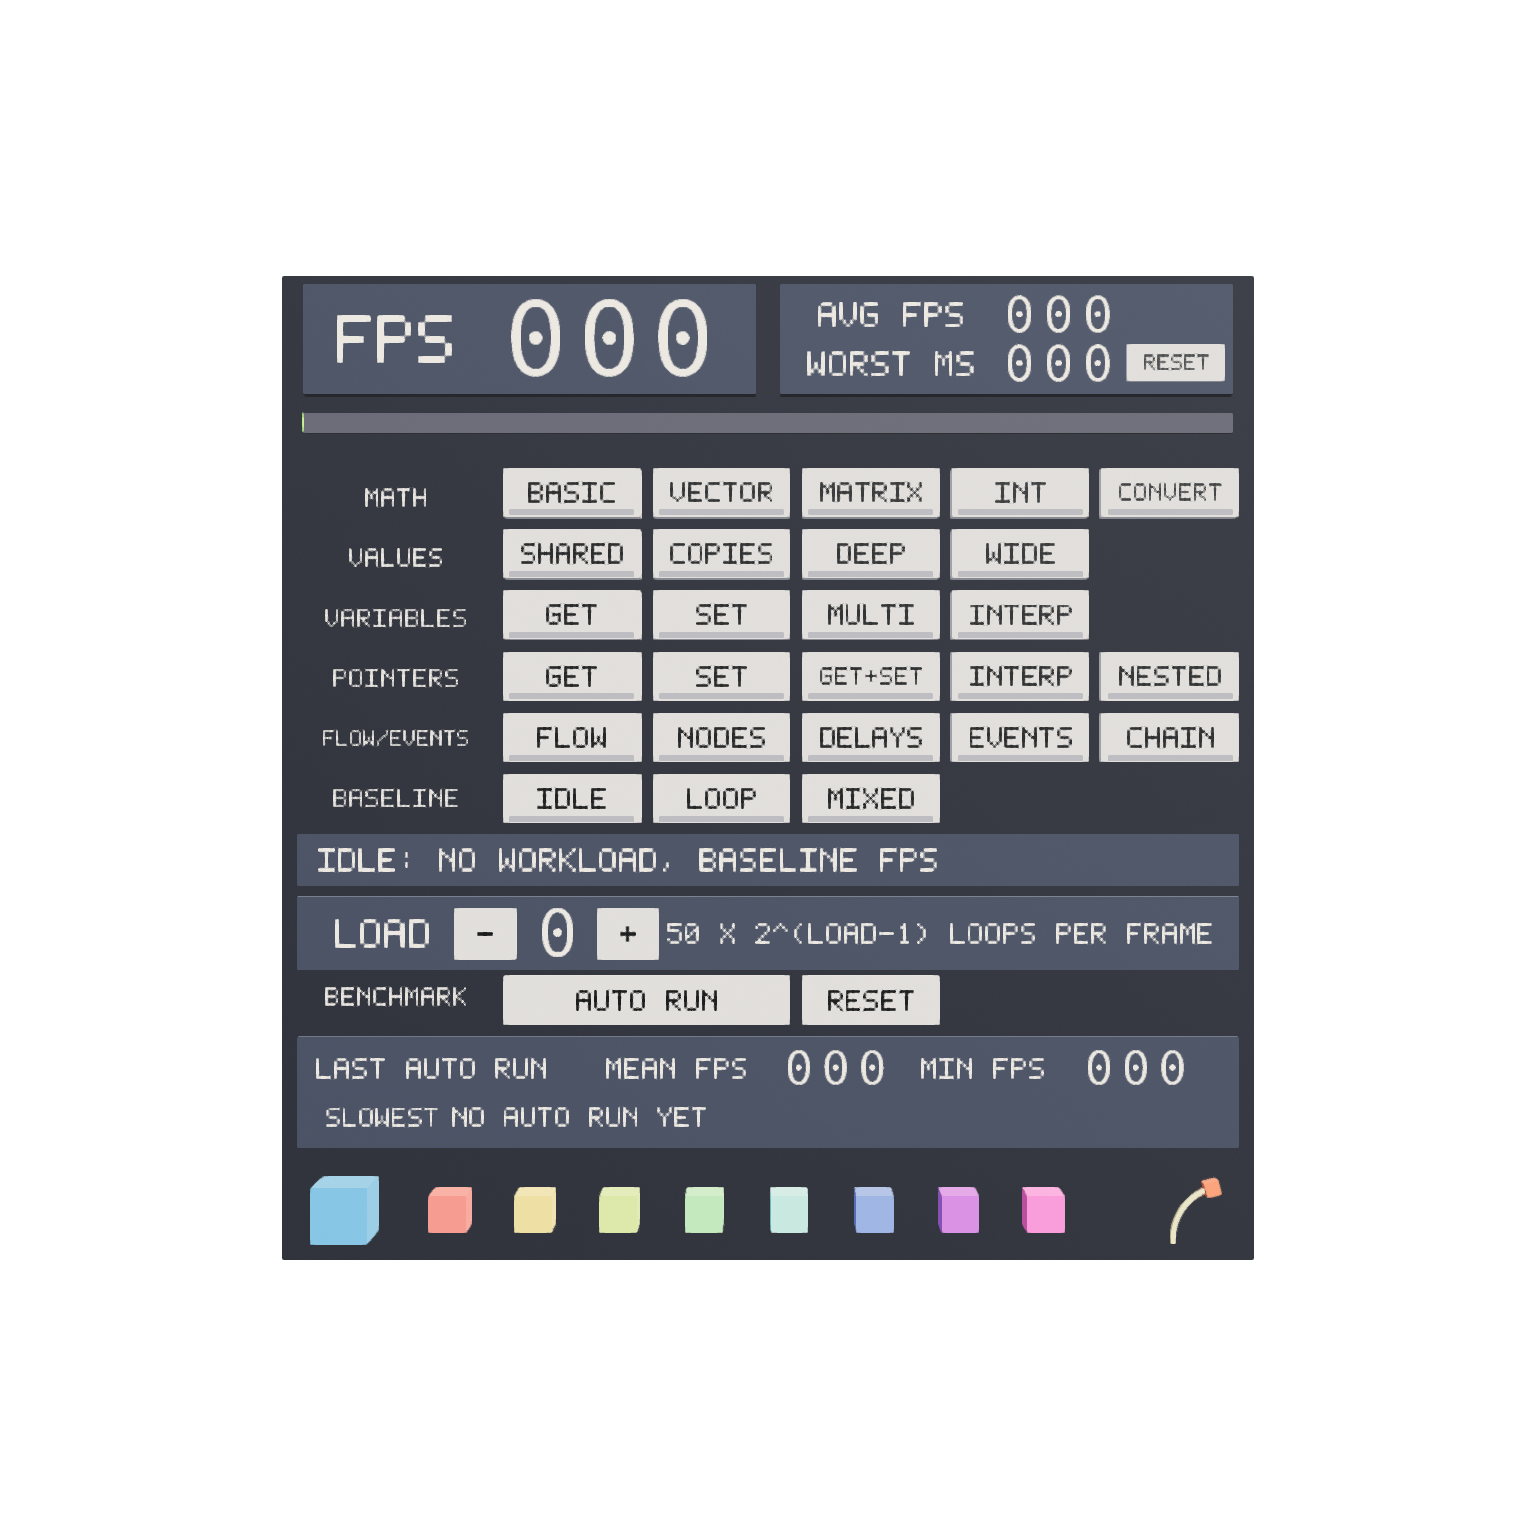 FPS 000
AVG FPS 000
WORST MS 000 RESET
MATH BASIC VECTOR MATRIX INT CONVERT
VALUES SHARED COPIES DEEP WIDE
VARIABLES GET SET MULTI INTERP
POINTERS GET SET GET+SET INTERP NESTED
FLOW/EVENTS FLOW NODES DELAYS EVENTS CHAIN
BASELINE IDLE LOOP MIXED
IDLE: NO WORKLOAD, BASELINE FPS
LOAD - 0 + 50 X 2^(LOAD-1) LOOPS PER FRAME
BENCHMARK AUTO RUN RESET
LAST AUTO RUN MEAN FPS 000 MIN FPS 000
SLOWEST NO AUTO RUN YET